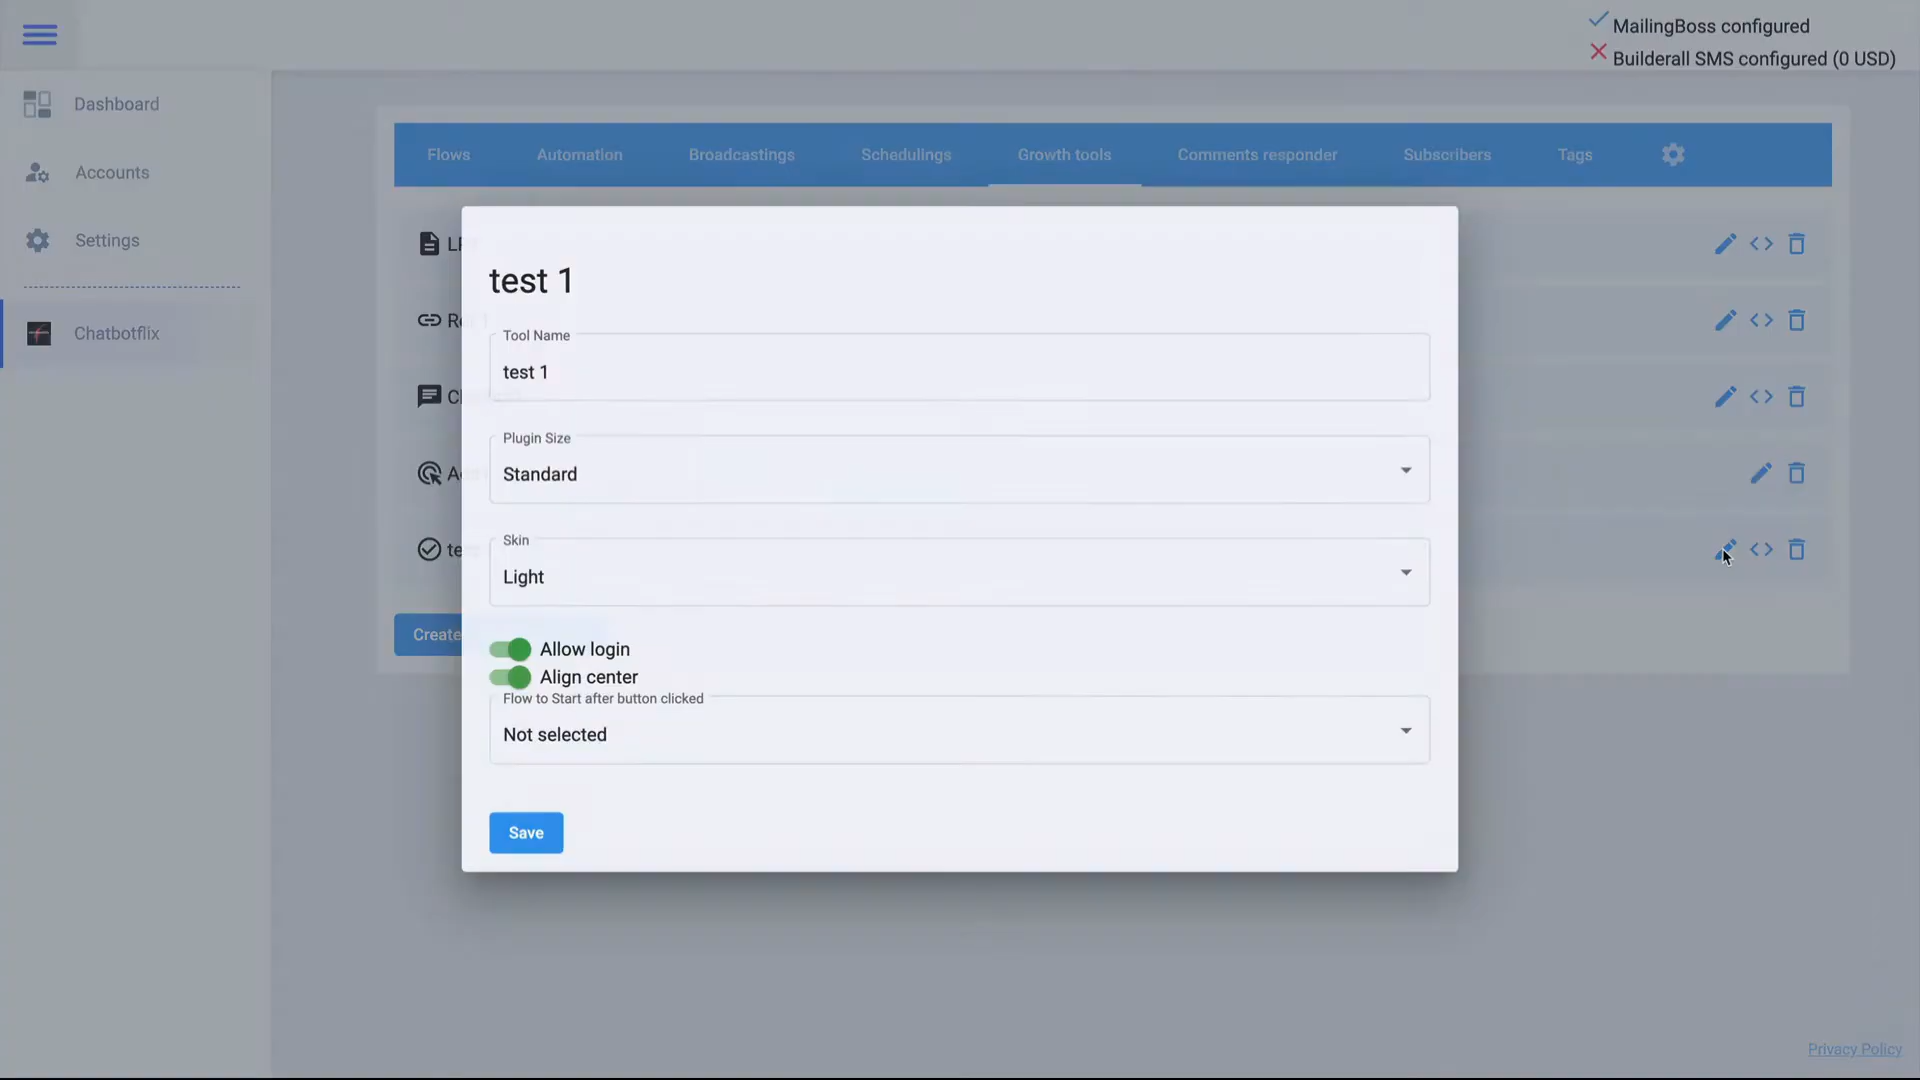 MailingBoss configured
Builderall SMS configured (0 USD)
Dashboard
Accounts
Settings
Chatbotflix
Flows Automation Broadcastings Schedulings Growth tools Comments responder Subscribers Tags
test 1
Tool Name
test 1
Plugin Size
Standard
Skin
Light
Allow login
Align center
Flow to Start after button clicked
Not selected
Create
Save
Privacy Policy